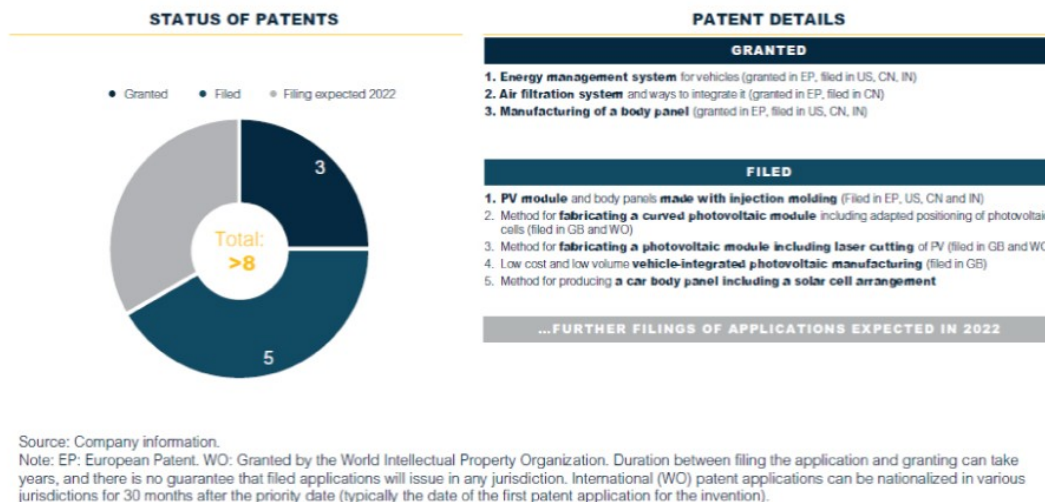 STATUS OF PATENTS
Granted
Filed
Filing expected 2022
3
5
Total:
>8
PATENT DETAILS
GRANTED
1. Energy management system for vehicles (granted in EP, filed in US, CN, IN)
2. Air filtration system and ways to integrate it (granted in EP, filed in CN)
3. Manufacturing of a body panel (granted in EP, filed in US, CN, IN)
FILED
1. PV module and body panels made with injection molding (Filed in EP, US, CN and IN)
2. Method for fabricating a curved photovoltaic module including adapted positioning of photovoltaic
cells (filed in GB and WO)
3. Method for fabricating a photovoltaic module including laser cutting of PV (filed in GB and WO
4. Low cost and low volume vehicle-integrated photovoltaic manufacturing (filed in GB)
5. Method for producing a car body panel including a solar cell arrangement
...FURTHER FILINGS OF APPLICATIONS EXPECTED IN 2022
Source: Company information.
Note: EP: European Patent. WO: Granted by the World Intellectual Property Organization. Duration between filing the application and granting can take
years, and there is no guarantee that filed applications will issue in any jurisdiction. International (WO) patent applications can be nationalized in various
jurisdictions for 30 months after the priority date (typically the date of the first patent application for the invention).